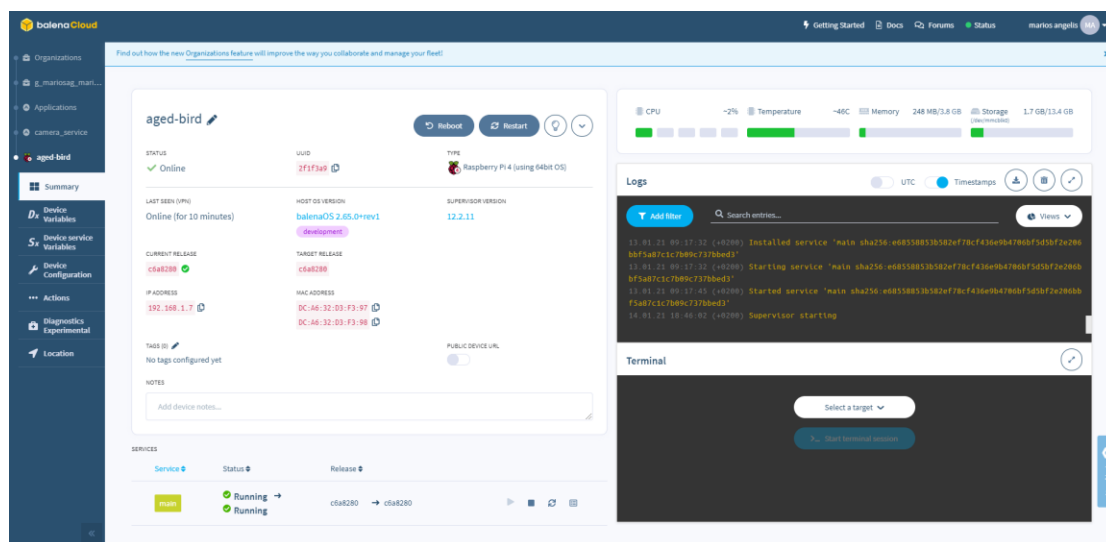 balenaCloud
Getting Started Docs Forums Status marios angelis MA
Find out how the new Organizations feature will improve the way you collaborate and manage your fleet!
Organizations
g_mariosag_mari...
Applications
camera_service
aged-bird
Summary
Dx Device Variables
Sx Device service Variables
Device Configuration
Actions
Diagnostics Experimental
Location
aged-bird
Reboot Restart
STATUS UUID TYPE
Online 2f1f3a9 Raspberry Pi 4 (using 64bit OS)
LAST SEEN (VPN) HOST OS VERSION SUPERVISOR VERSION
Online (for 10 minutes) balenaOS 2.65.0+rev1 12.2.11
development
CURRENT RELEASE TARGET RELEASE
c6a8280 c6a8280
IP ADDRESS MAC ADDRESS
192.168.1.7 DC:A6:32:D3:F3:97
DC:A6:32:D3:F3:98
TAGS (0) PUBLIC DEVICE URL
No tags configured yet
NOTES
Add device notes...
SERVICES
Service Status Release
main Running → c6a8280 → c6a8280
Running
CPU ~2% Temperature ~46C Memory 248 MB/3.8 GB Storage 1.7 GB/13.4 GB
Logs UTC Timestamps
Add filter Search entries... Views
13.01.21 09:17:32 (+0200) Installed service 'main
13.01.21 09:17:32 (+0200) Starting service 'main
13.01.21 09:17:45 (+0200) Started service 'main
14.01.21 18:46:02 (+0200) Supervisor starting
Terminal
Select a target
>_ Start terminal session